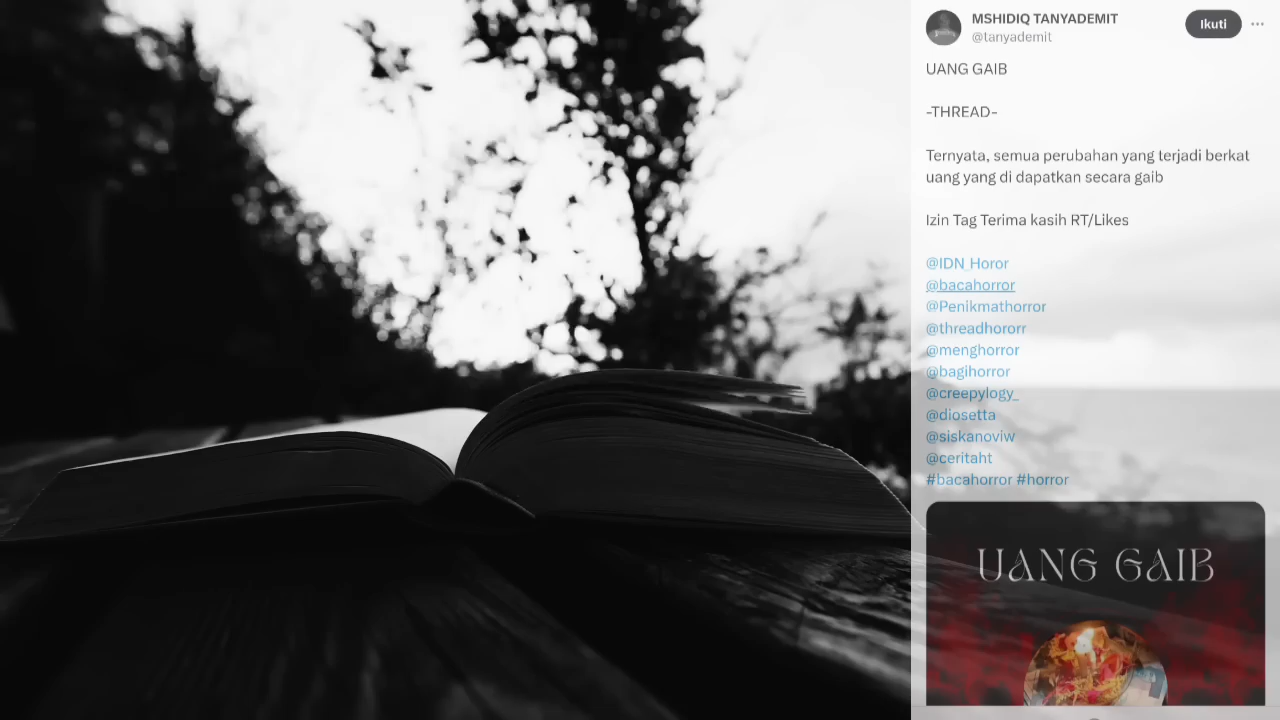 MSHIDIQ TANYADEMIT
Ikuti
@tanyademit
UANG GAIB
-THREAD-
Ternyata, semua perubahan yang terjadi berkat
uang yang di dapatkan secara gaib
Izin Tag Terima kasih RT/Likes
@IDN_Horor
@bacahorror
@Penikmathorror
@threadhororr
@menghorror
@bagihorror
@creepylogy_
@diosetta
@siskanoviw
@ceritaht
#bacahorror #horror
UANG GAIB